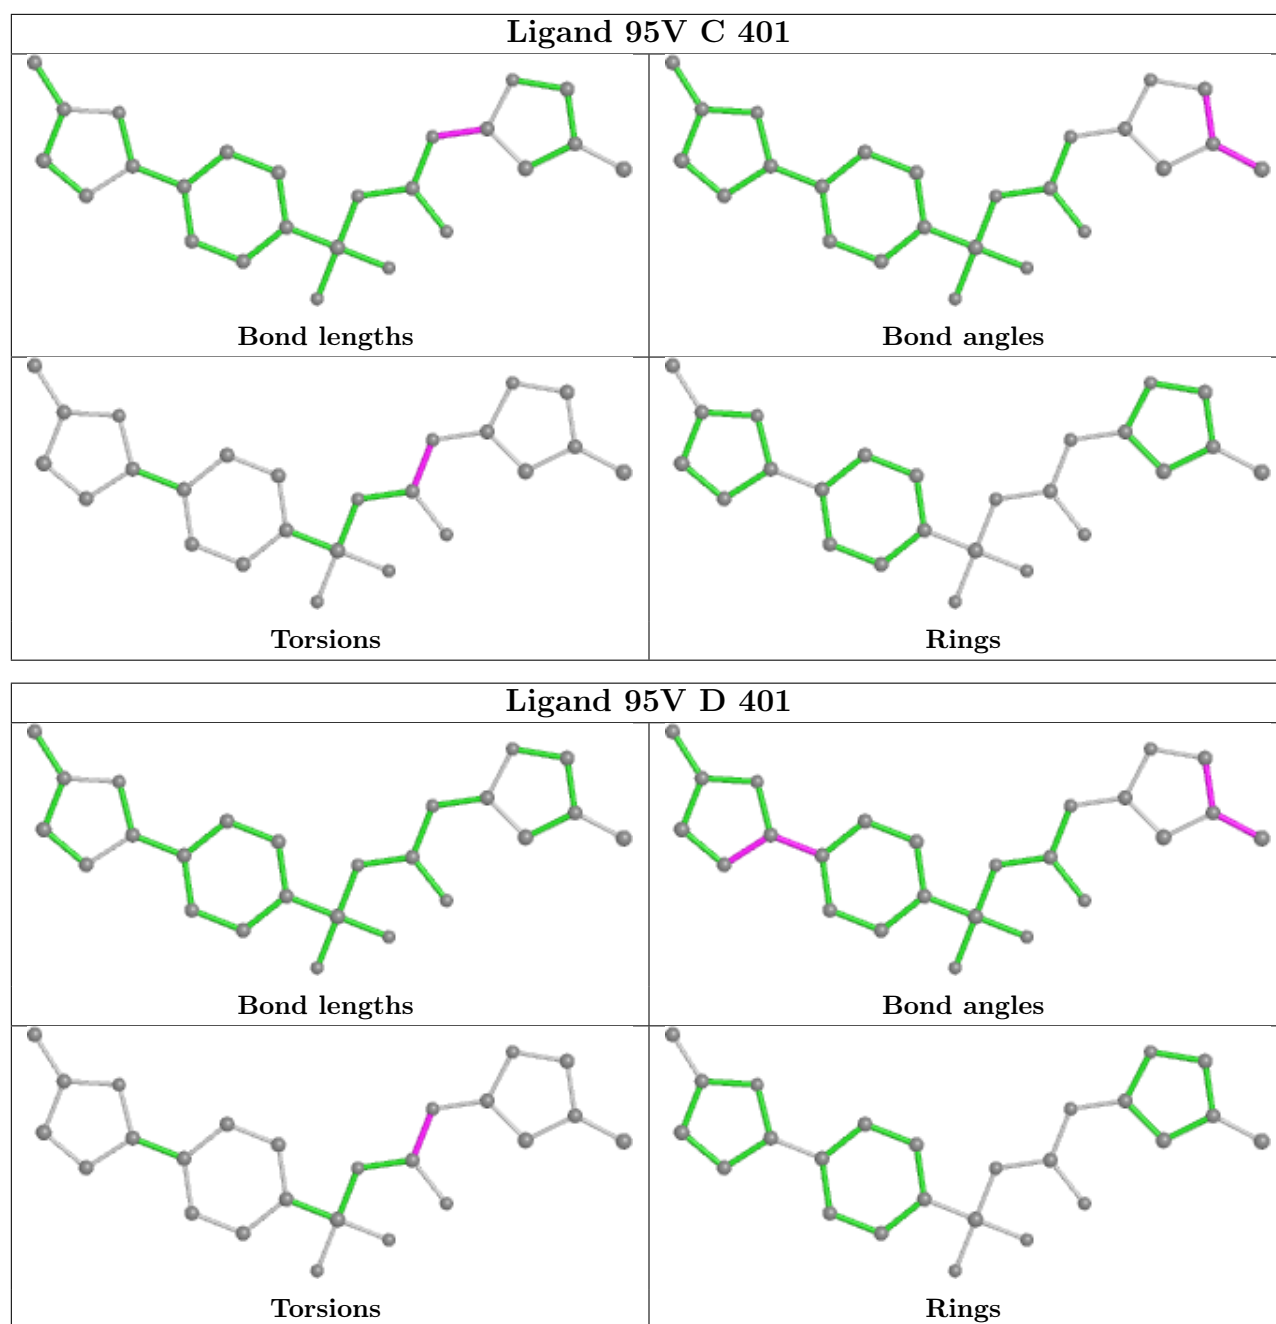 Ligand 95V C 401
Bond lengths
Bond angles
Torsions
Rings
Ligand 95V D 401
Bond lengths
Bond angles
Torsions
Rings